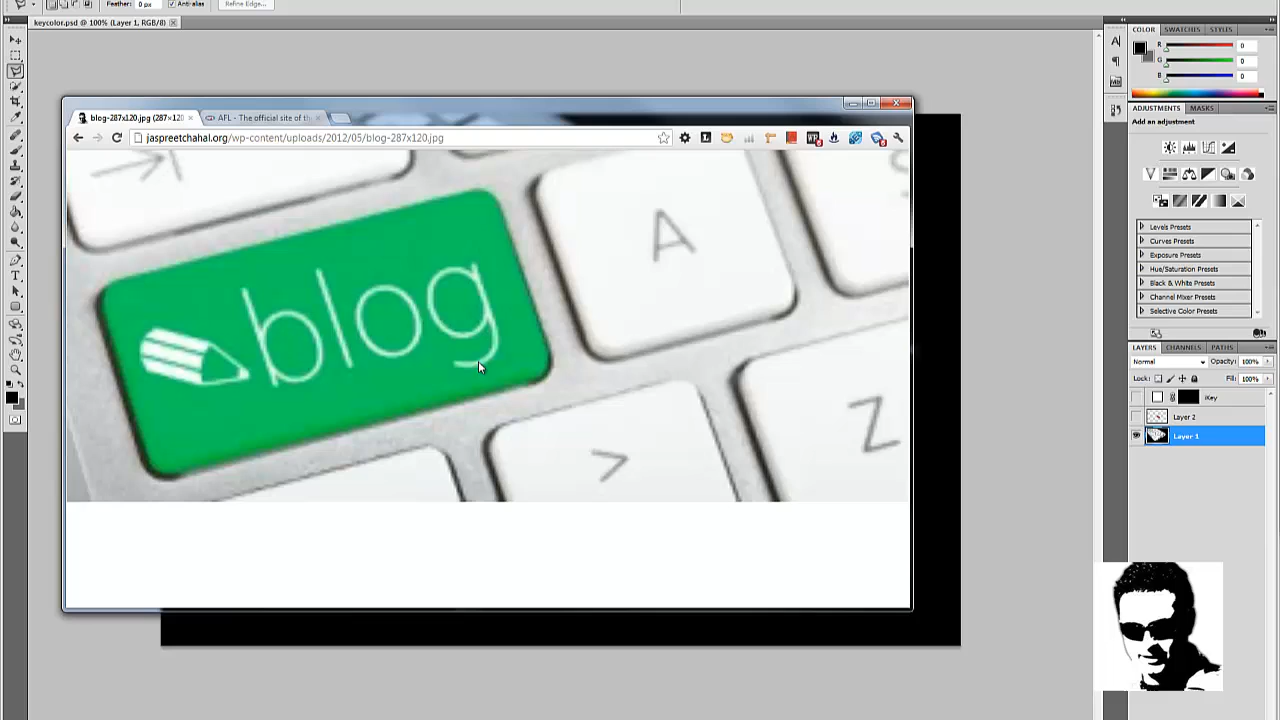 Feather: 0 px
Anti-alias
Refine Edge...
keycolor.psd @ 100% (Layer 1, RGB/8)
COLOR
SWATCHES
STYLES
R
0
G
0
B
0
blog-287x120.jpg (287×120
AFL - The official site of th
jaspreetchahal.org/wp-content/uploads/2012/05/blog-287x120.jpg
ADJUSTMENTS
MASKS
Add an adjustment
blog
A
>
Z
Levels Presets
Curves Presets
Exposure Presets
Hue/Saturation Presets
Black & White Presets
Channel Mixer Presets
Selective Color Presets
LAYERS
CHANNELS
PATHS
Normal
Opacity:
100%
Lock:
Fill:
100%
iKey
Layer 2
Layer 1